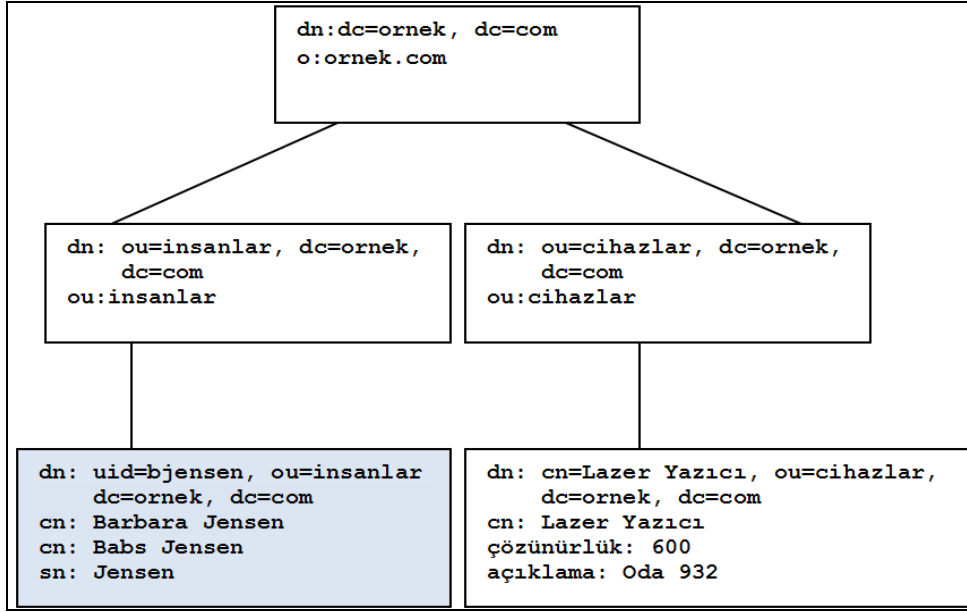 dn:dc=ornek, dc=com
o:ornek.com
dn: ou=insanlar, dc=ornek,
dc=com
ou:insanlar
dn: ou=cihazlar, dc=ornek,
dc=com
ou:cihazlar
dn: uid=bjensen, ou=insanlar
dc=ornek, dc=com
cn: Barbara Jensen
cn: Babs Jensen
sn: Jensen
dn: cn=Lazer Yazıcı, ou=cihazlar,
dc=ornek, dc=com
cn: Lazer Yazıcı
çözünürlük: 600
açıklama: Oda 932